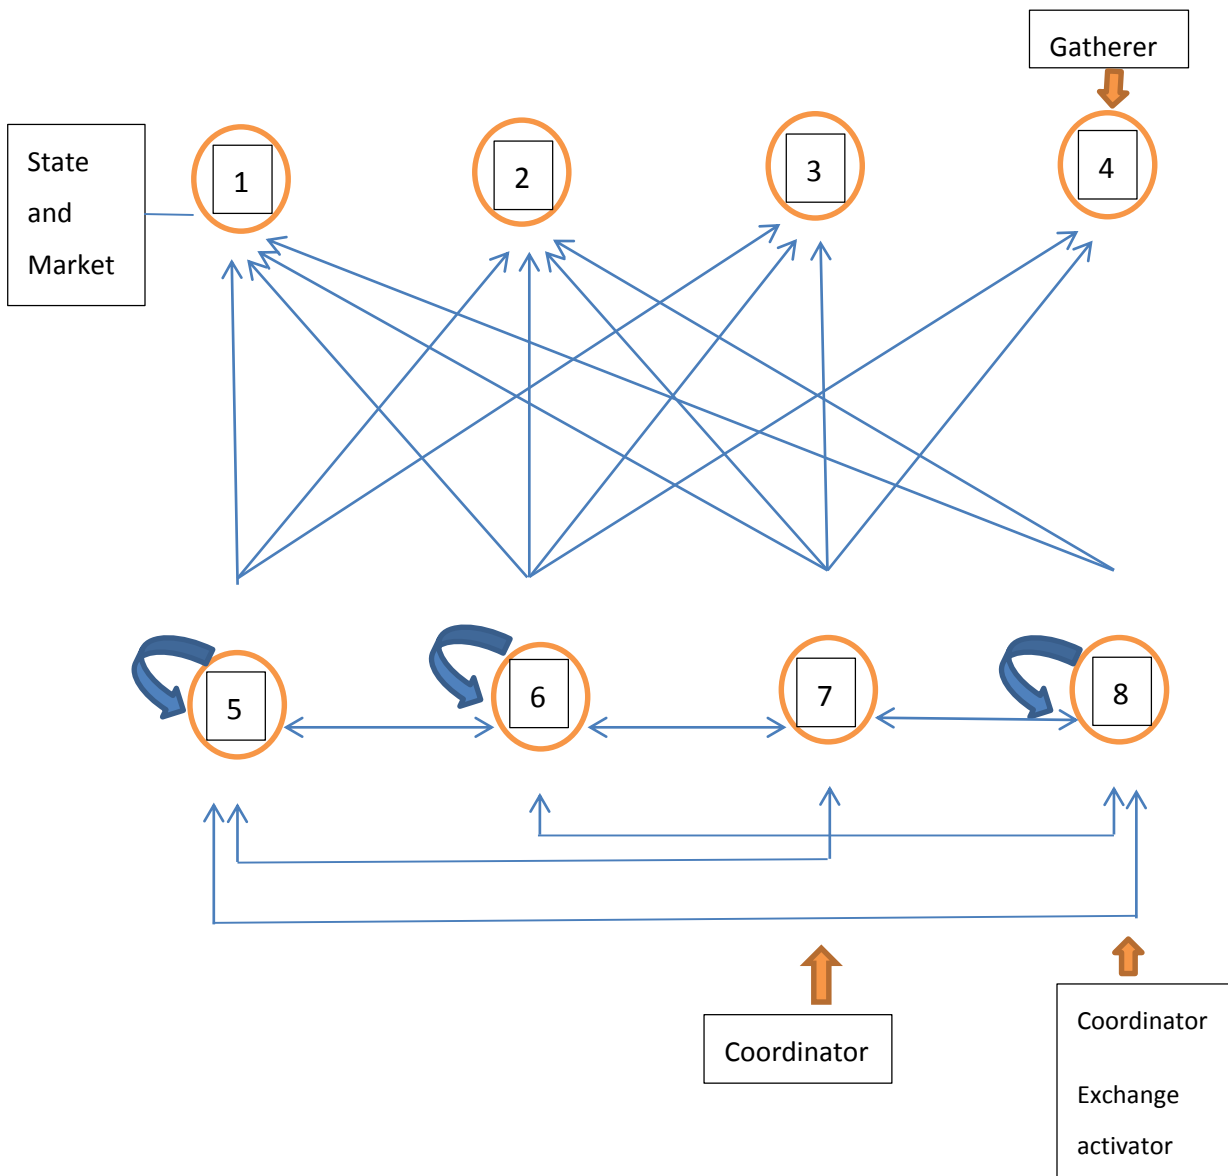 Gatherer
State
and
Market
1
2
3
4
5
6
7
8
Coordinator
Coordinator
Exchange
activator